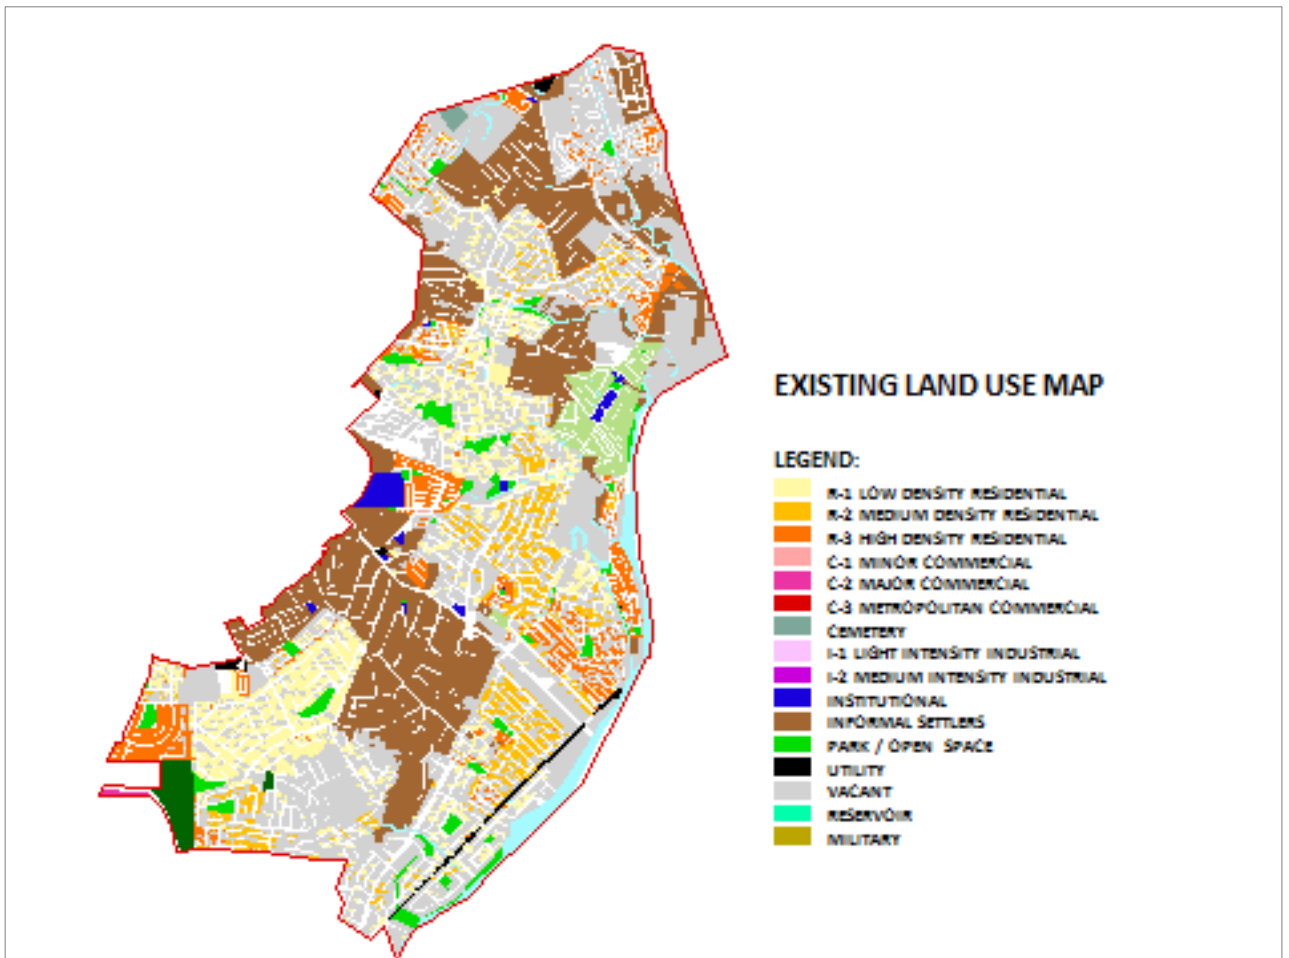 EXISTING LAND USE MAP
LEGEND:
R-1 LOW DENSITY RESIDENTIAL
R-2 MEDIUM DENSITY RESIDENTIAL
R-3 HIGH DENSITY RESIDENTIAL
C-1 MINOR COMMERCIAL
C-2 MAJOR COMMERCIAL
C-3 METROPOLITAN COMMERCIAL
CEMETERY
I-1 LIGHT INTENSITY INDUSTRIAL
I-2 MEDIUM INTENSITY INDUSTRIAL
INSTITUTIONAL
INFORMAL SETTLERS
PARK / OPEN SPACE
UTILITY
VACANT
RESERVOIR
MILITARY